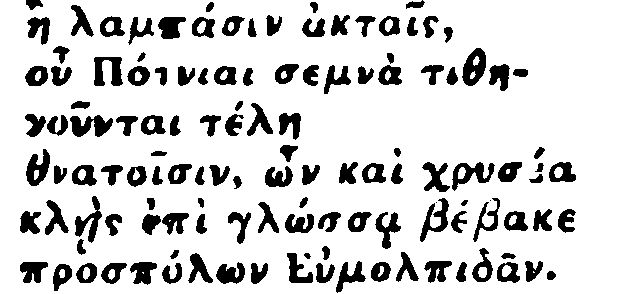 ἢ λαμπάσιν ἀκταῖς,
οὗ Πότνιαι σεμνὰ τιθη-
νοῦνται τέλη
θνατοῖσιν, ὧν καὶ χρυσέα
κλῂς ἐπὶ γλώσσᾳ βέβακε
προσπόλων Εὐμολπιδᾶν.